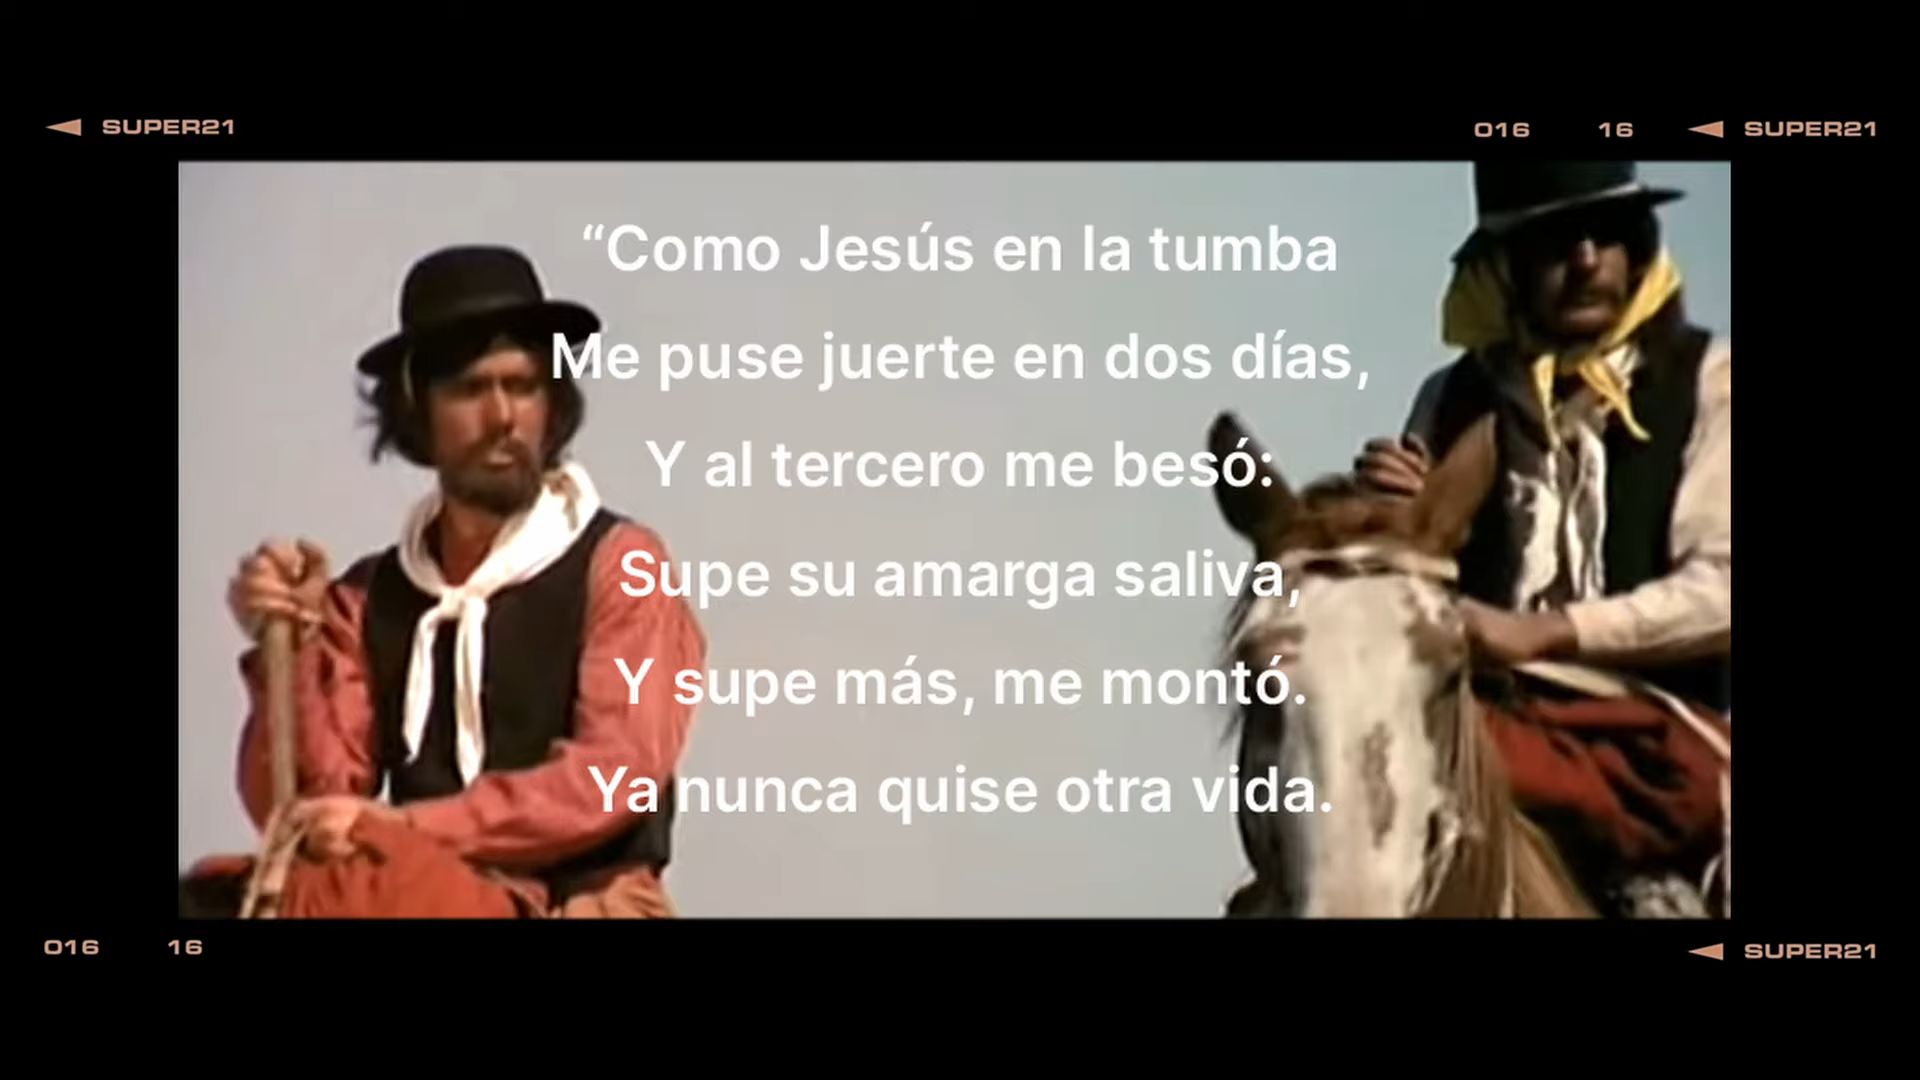 SUPER21
016 16 SUPER21
“Como Jesús en la tumba
Me puse juerte en dos días,
Y al tercero me besó:
Supe su amarga saliva,
Y supe más, me montó.
Ya nunca quise otra vida.
016 16
SUPER21